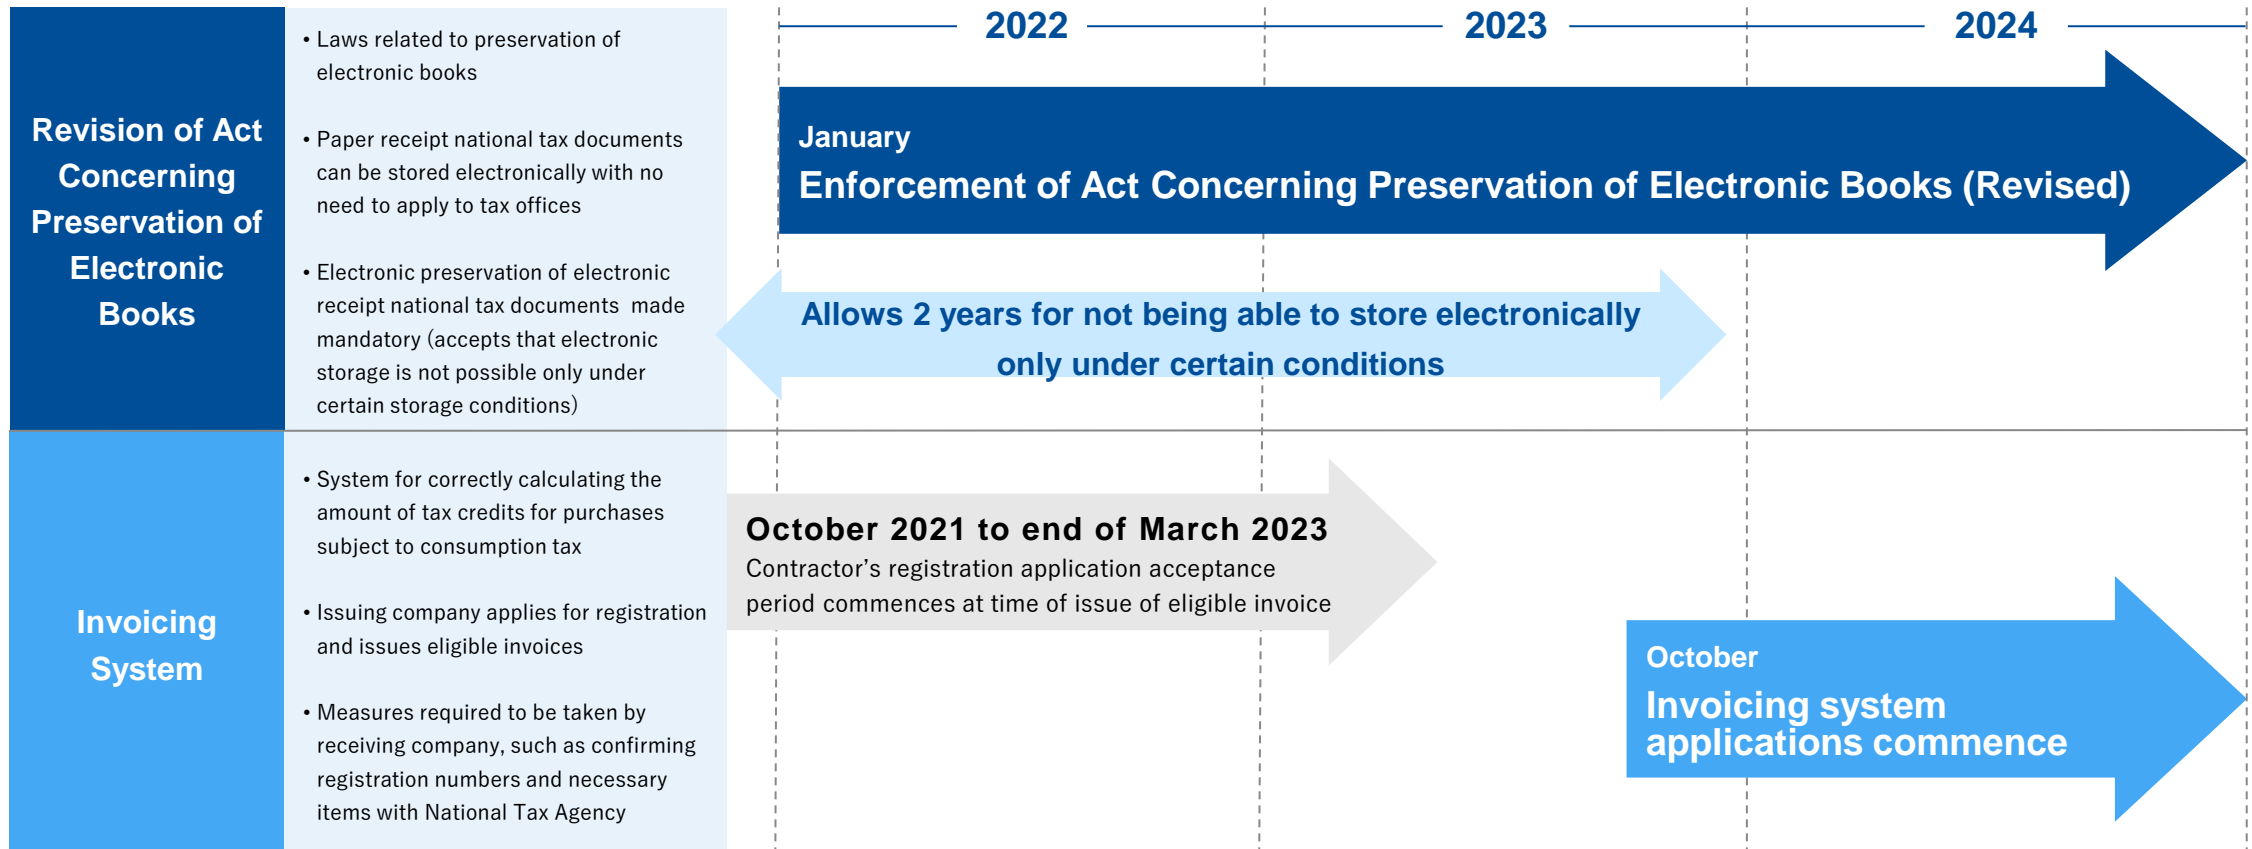 2022
2023
2024
Revision of Act
Concerning
Preservation of
Electronic
Books
• Laws related to preservation of
electronic books
• Paper receipt national tax documents
can be stored electronically with no
need to apply to tax offices
• Electronic preservation of electronic
receipt national tax documents made
mandatory (accepts that electronic
storage is not possible only under
certain storage conditions)
January
Enforcement of Act Concerning Preservation of Electronic Books (Revised)
Allows 2 years for not being able to store electronically
only under certain conditions
Invoicing
System
• System for correctly calculating the
amount of tax credits for purchases
subject to consumption tax
• Issuing company applies for registration
and issues eligible invoices
• Measures required to be taken by
receiving company, such as confirming
registration numbers and necessary
items with National Tax Agency
October 2021 to end of March 2023
Contractor’s registration application acceptance
period commences at time of issue of eligible invoice
October
Invoicing system
applications commence